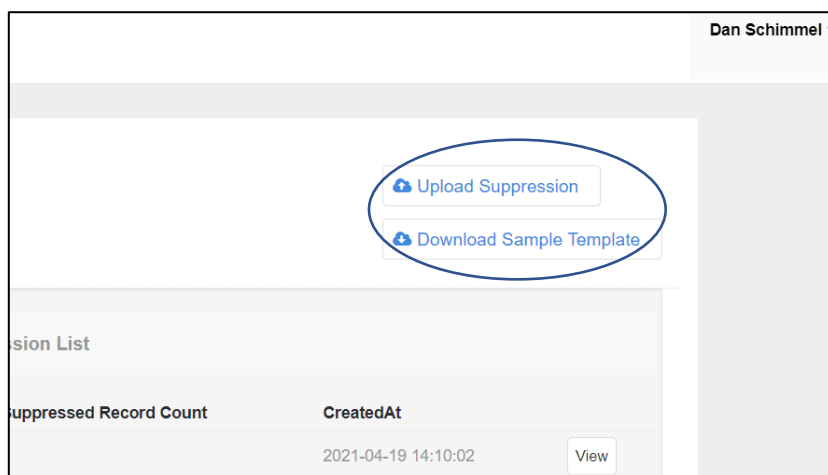 Dan Schimmel
Upload Suppression
Download Sample Template
ssion List
Suppressed Record Count CreatedAt
2021-04-19 14:10:02 View